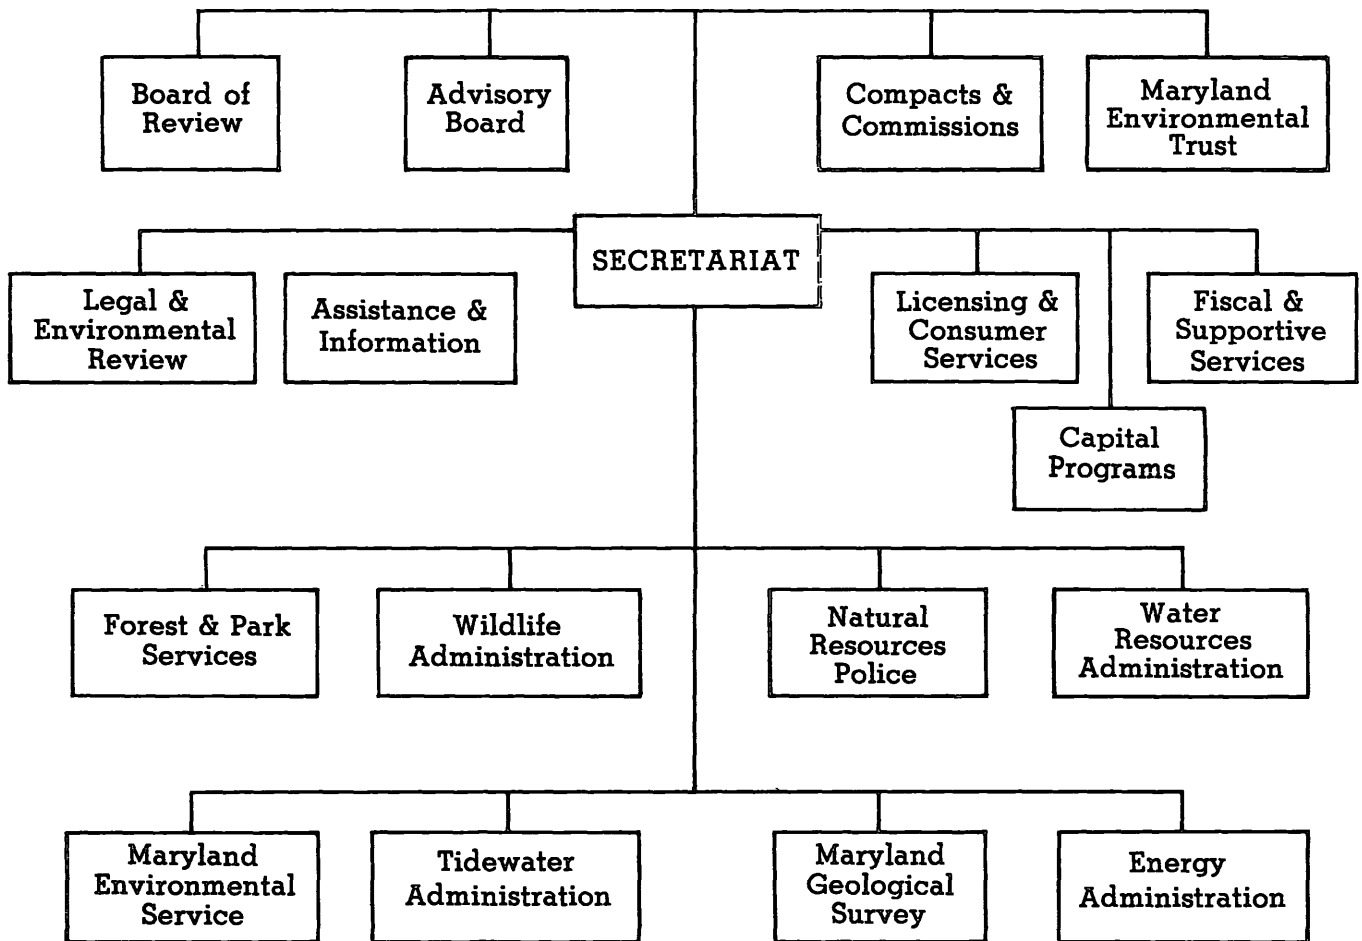 Board of
Review
Advisory
Board
Compacts &
Commissions
Maryland
Environmental
Trust
SECRETARIAT
Legal &
Environmental
Review
Assistance &
Information
Licensing &
Consumer
Services
Fiscal &
Supportive
Services
Capital
Programs
Forest & Park
Services
Wildlife
Administration
Natural
Resources
Police
Water
Resources
Administration
Maryland
Environmental
Service
Tidewater
Administration
Maryland
Geological
Survey
Energy
Administration